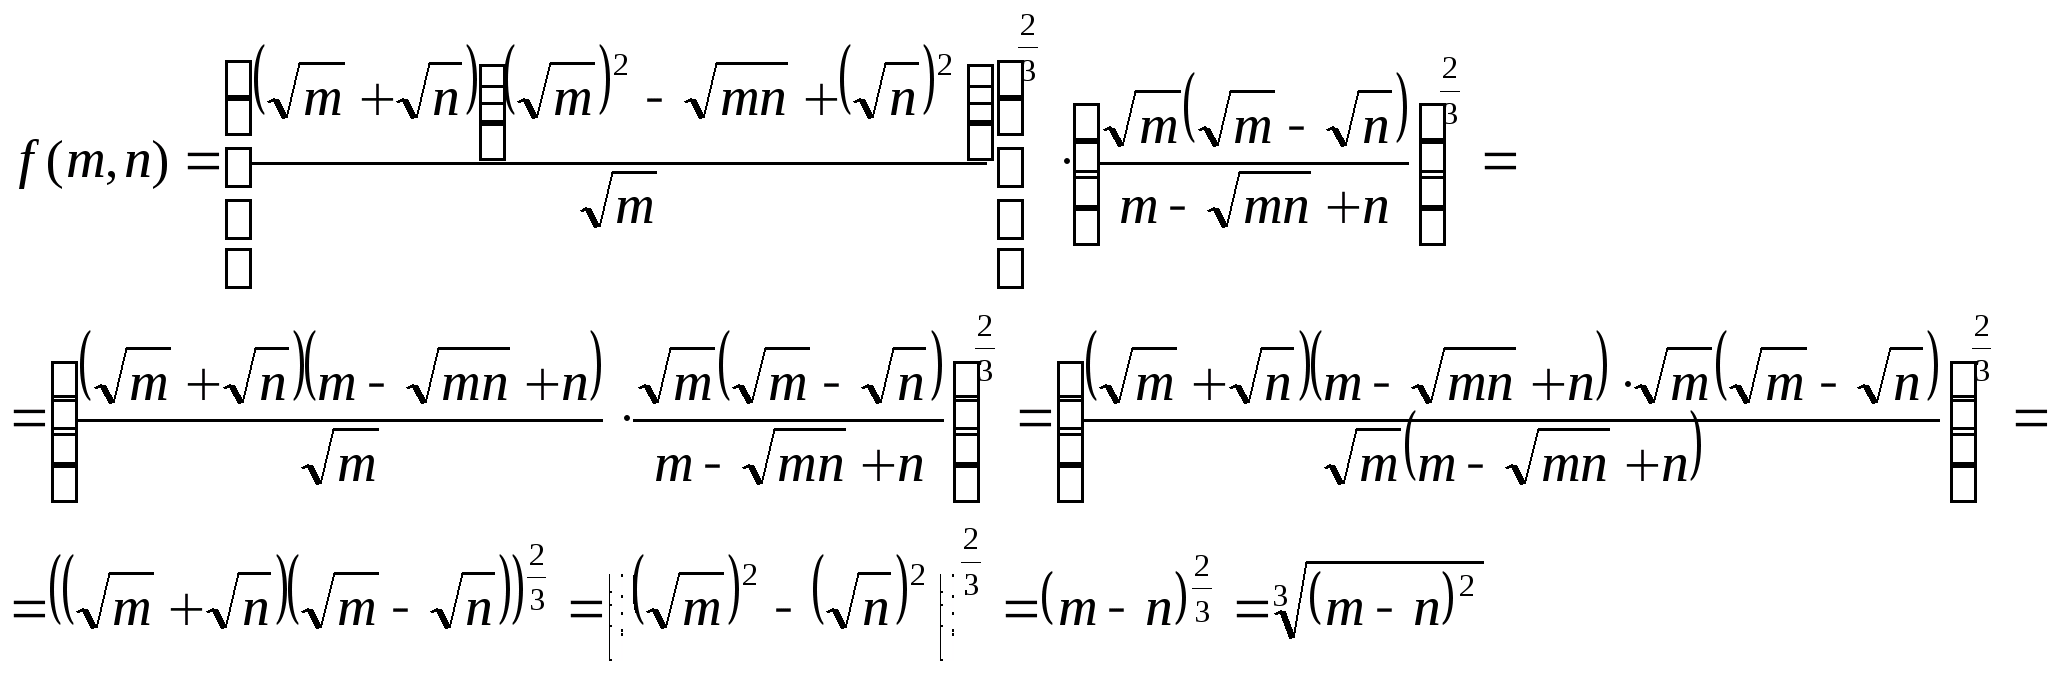 f(m,n) = □((√m + √n)□((√m)² - √mn + (√n)²□)/√m□)^(2/3) · □(√m(√m - √n)/(m - √mn + n)□)^(2/3) =
= □((√m + √n)(m - √mn + n)/√m · √m(√m - √n)/(m - √mn + n)□)^(2/3) = □((√m + √n)(m - √mn + n) · √m(√m - √n)/(√m(m - √mn + n))□)^(2/3) =
= ((√m + √n)(√m - √n))^(2/3) = ((√m)² - (√n)²)^(2/3) = (m - n)^(2/3) = ³√((m - n)²)